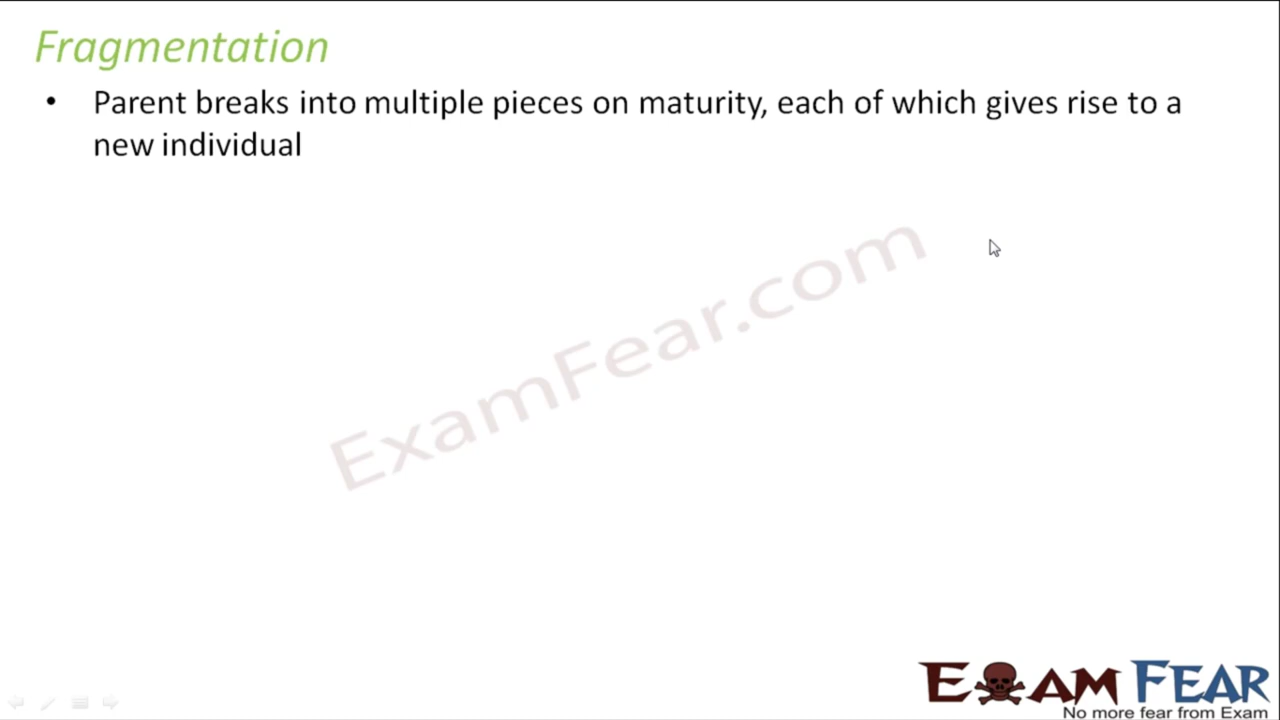 Fragmentation
• Parent breaks into multiple pieces on maturity, each of which gives rise to a
new individual
ExamFear.com
EXAM FEAR
No more fear from Exam